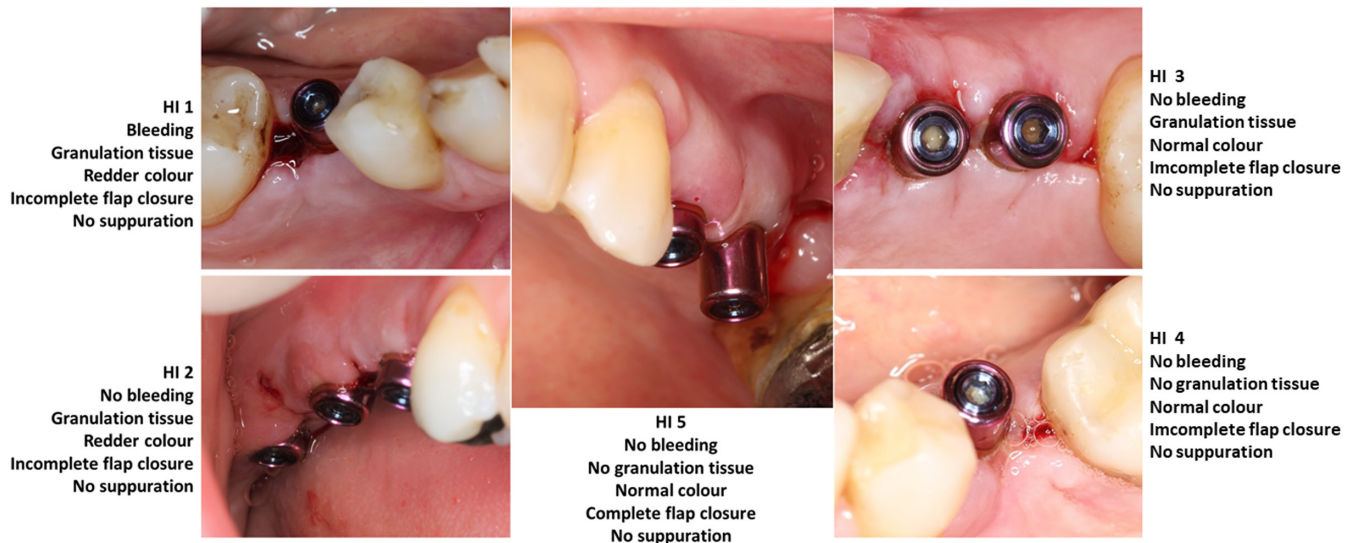 HI 1
Bleeding
Granulation tissue
Redder colour
Incomplete flap closure
No suppuration
HI 2
No bleeding
Granulation tissue
Redder colour
Incomplete flap closure
No suppuration
HI 5
No bleeding
No granulation tissue
Normal colour
Complete flap closure
No suppuration
HI 3
No bleeding
Granulation tissue
Normal colour
Imcomplete flap closure
No suppuration
HI 4
No bleeding
No granulation tissue
Normal colour
Imcomplete flap closure
No suppuration